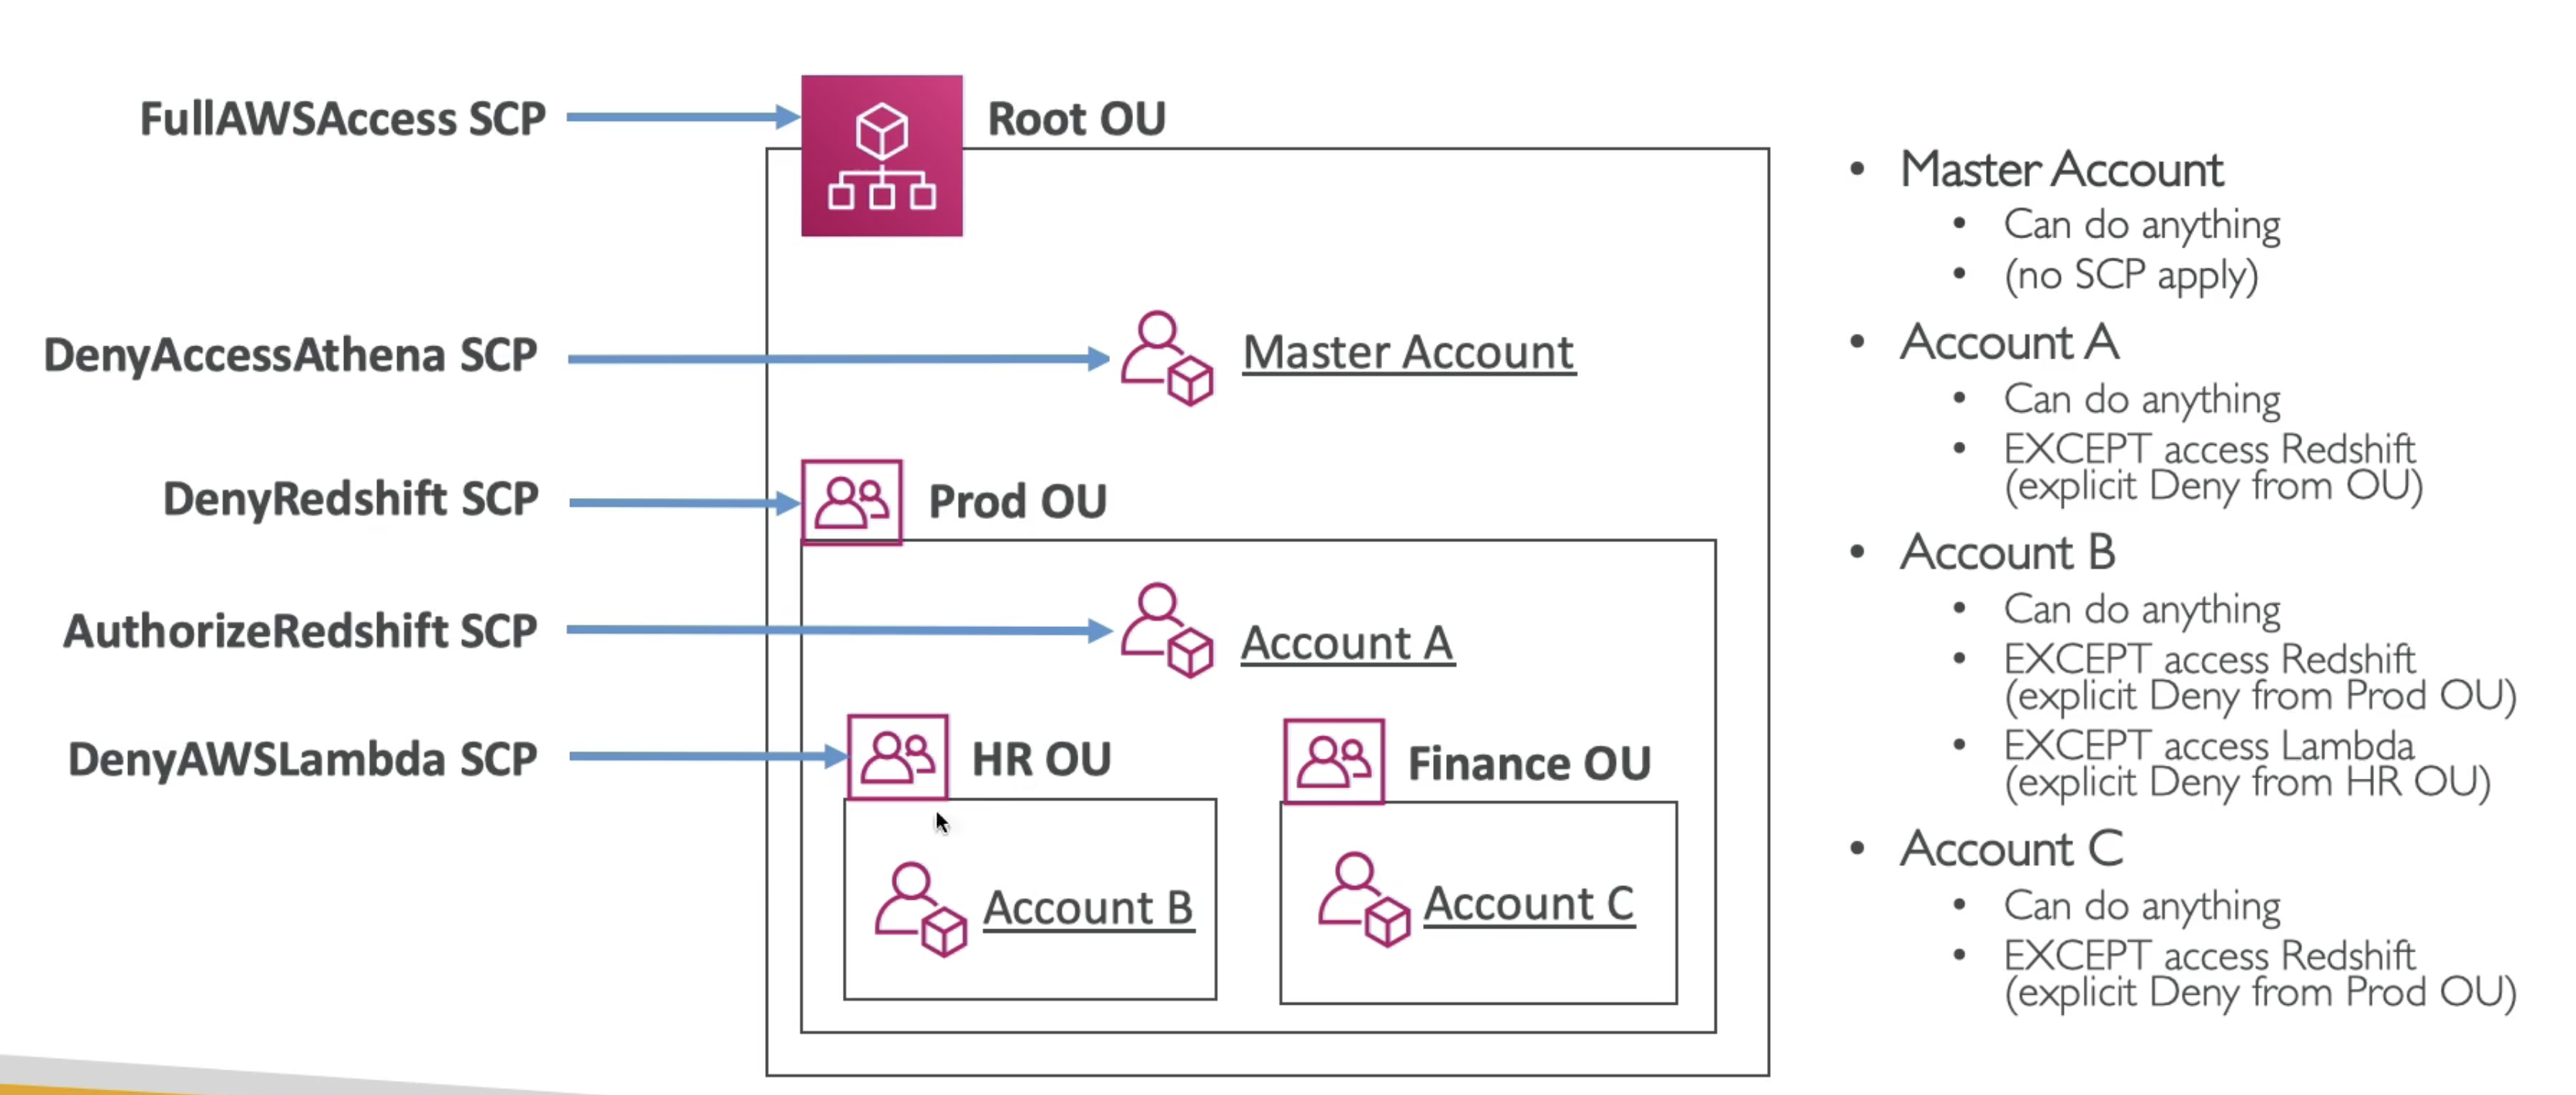 FullAWSAccess SCP
Root OU
DenyAccessAthena SCP
Master Account
DenyRedshift SCP
Prod OU
AuthorizeRedshift SCP
Account A
DenyAWSLambda SCP
HR OU
Finance OU
Account B
Account C
• Master Account
• Can do anything
• (no SCP apply)
• Account A
• Can do anything
• EXCEPT access Redshift
(explicit Deny from OU)
• Account B
• Can do anything
• EXCEPT access Redshift
(explicit Deny from Prod OU)
• EXCEPT access Lambda
(explicit Deny from HR OU)
• Account C
• Can do anything
• EXCEPT access Redshift
(explicit Deny from Prod OU)